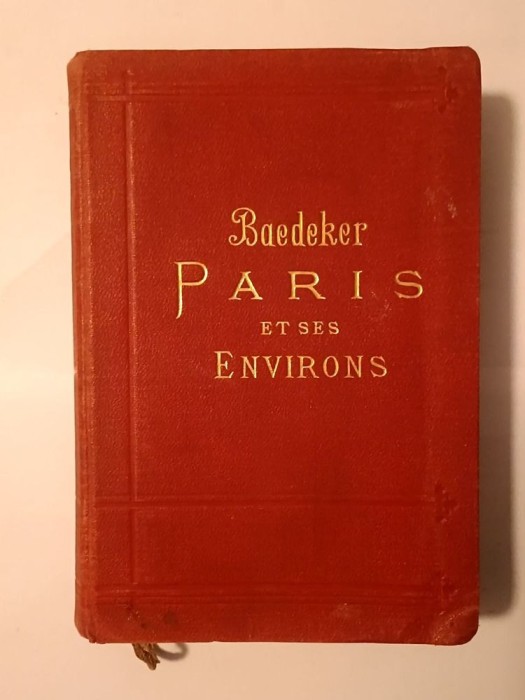 Baedeker
PARIS
ET SES
ENVIRONS